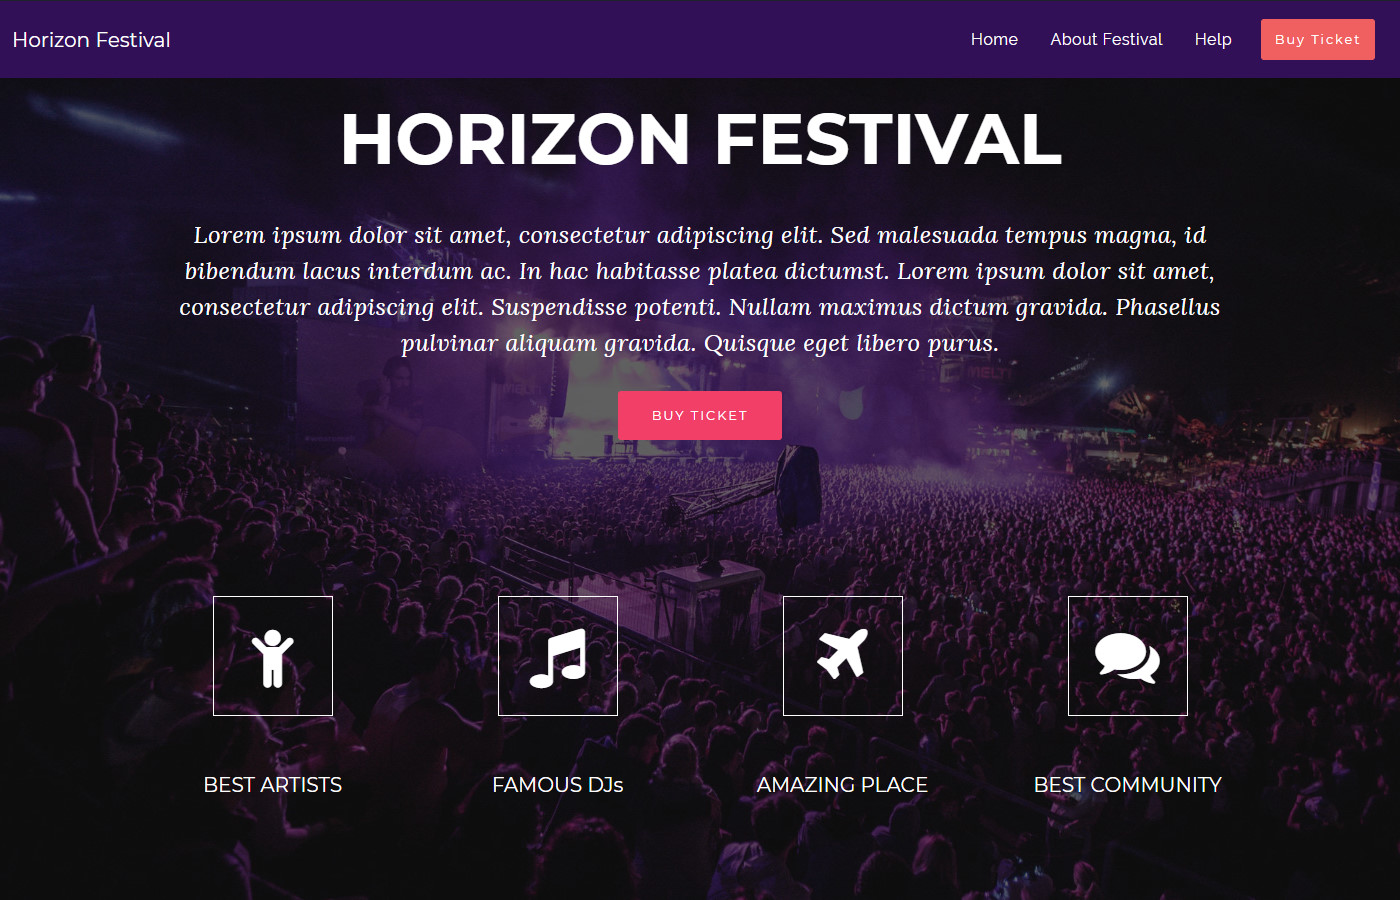 Horizon Festival
Home
About Festival
Help
Buy Ticket
HORIZON FESTIVAL
Lorem ipsum dolor sit amet, consectetur adipiscing elit. Sed malesuada tempus magna, id
bibendum lacus interdum ac. In hac habitasse platea dictumst. Lorem ipsum dolor sit amet,
consectetur adipiscing elit. Suspendisse potenti. Nullam maximus dictum gravida. Phasellus
pulvinar aliquam gravida. Quisque eget libero purus.
MELT
BUY TICKET
BEST ARTISTS
FAMOUS DJs
AMAZING PLACE
BEST COMMUNITY